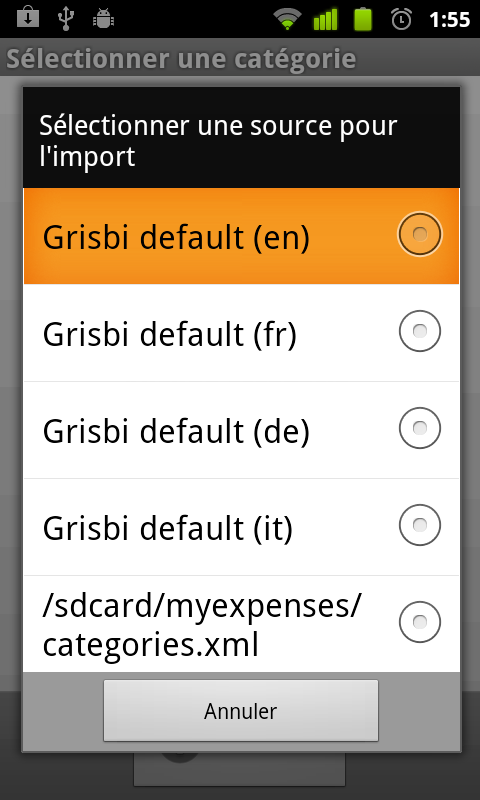 1:55
Sélectionner une catégorie
Sélectionner une source pour
l'import
Grisbi default (en)
Grisbi default (fr)
Grisbi default (de)
Grisbi default (it)
/sdcard/myexpenses/
categories.xml
Annuler